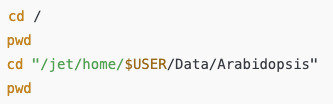 cd /
pwd
cd "/jet/home/$USER/Data/Arabidopsis"
pwd